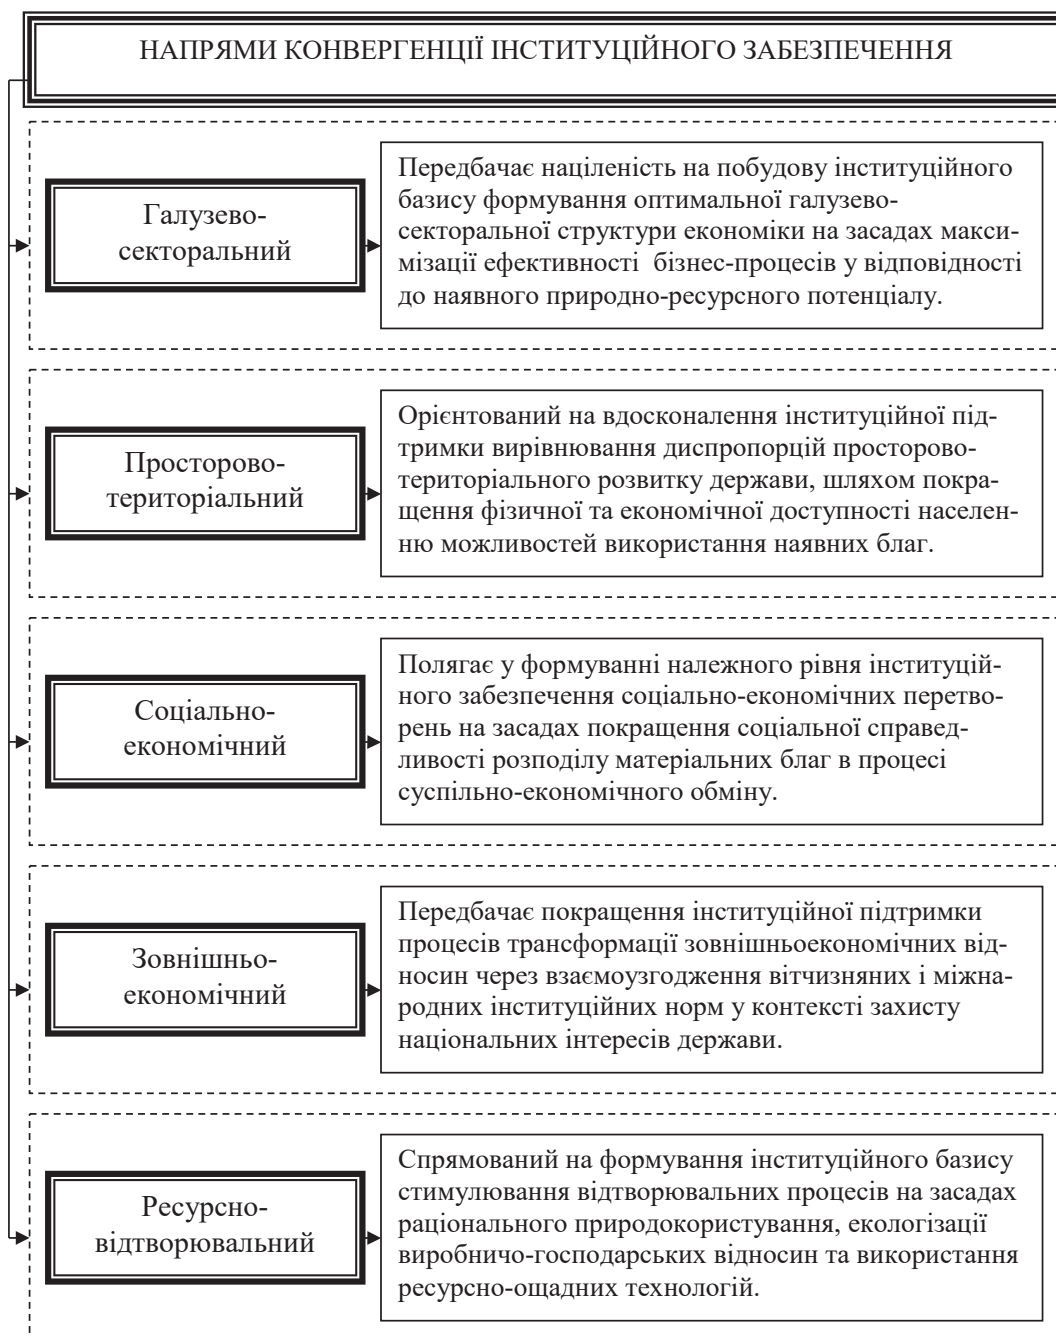 НАПРЯМИ КОНВЕРГЕНЦІЇ ІНСТИТУЦІЙНОГО ЗАБЕЗПЕЧЕННЯ
Галузево-
секторальний
Передбачає націленість на побудову інституційного
базису формування оптимальної галузево-
секторальної структури економіки на засадах макси-
мізації ефективності  бізнес-процесів у відповідності
до наявного природно-ресурсного потенціалу.
Просторово-
територіальний
Орієнтований на вдосконалення інституційної під-
тримки вирівнювання диспропорцій просторово-
територіального розвитку держави, шляхом покра-
щення фізичної та економічної доступності населен-
ню можливостей використання наявних благ.
Соціально-
економічний
Полягає у формуванні належного рівня інституцій-
ного забезпечення соціально-економічних перетво-
рень на засадах покращення соціальної справед-
ливості розподілу матеріальних благ в процесі
суспільно-економічного обміну.
Зовнішньо-
економічний
Передбачає покращення інституційної підтримки
процесів трансформації зовнішньоекономічних від-
носин через взаємоузгодження вітчизняних і міжна-
родних інституційних норм у контексті захисту
національних інтересів держави.
Ресурсно-
відтворювальний
Спрямований на формування інституційного базису
стимулювання відтворювальних процесів на засадах
раціонального природокористування, екологізації
виробничо-господарських відносин та використання
ресурсно-ощадних технологій.